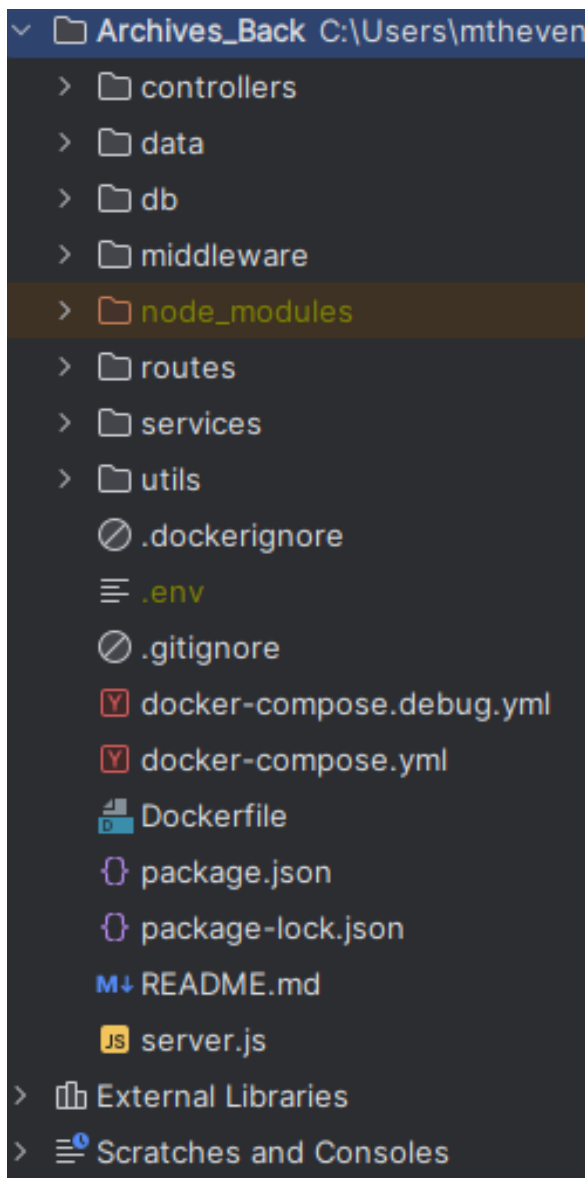 Archives_Back C:\Users\mtheven
controllers
data
db
middleware
node_modules
routes
services
utils
.dockerignore
.env
.gitignore
docker-compose.debug.yml
docker-compose.yml
Dockerfile
package.json
package-lock.json
README.md
server.js
External Libraries
Scratches and Consoles